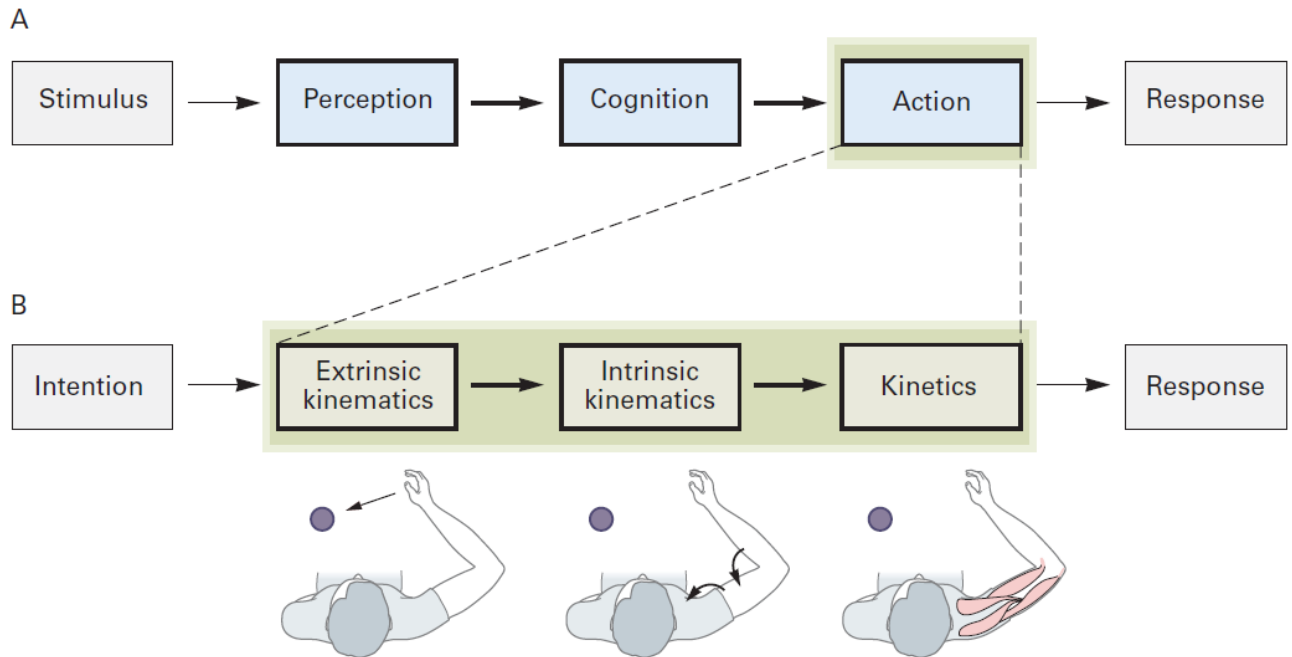 A
Stimulus
Perception
Cognition
Action
Response
B
Intention
Extrinsic
kinematics
Intrinsic
kinematics
Kinetics
Response